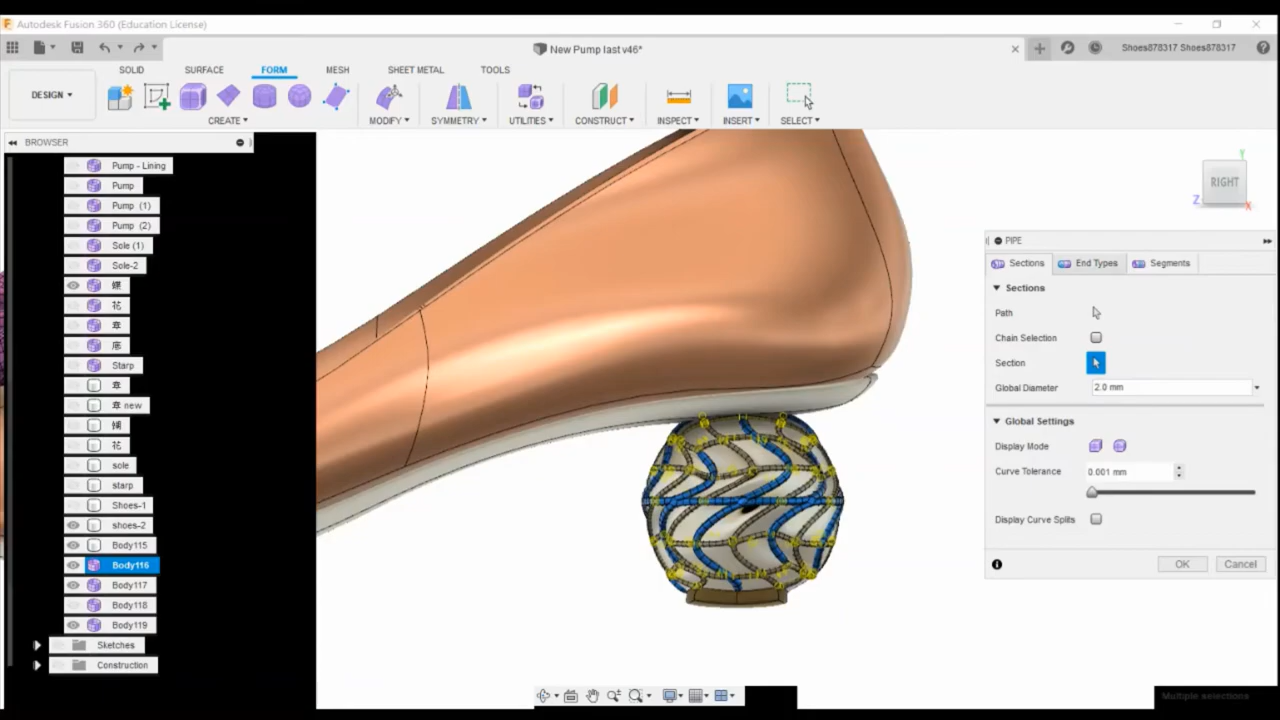 Autodesk Fusion 360 (Education License)
New Pump last v46*
Shoes878317 Shoes878317
SOLID SURFACE FORM MESH SHEET METAL TOOLS
DESIGN
CREATE MODIFY SYMMETRY UTILITIES CONSTRUCT INSPECT INSERT SELECT
BROWSER
Pump - Lining
Pump
Pump (1)
Pump (2)
Sole (1)
Sole-2
花
章
底
Starp
章
章 new
花
sole
starp
Shoes-1
shoes-2
Body115
Body116
Body117
Body118
Body119
Sketches
Construction
Y
RIGHT
Z
X
PIPE
Sections End Types Segments
Sections
Path
Chain Selection
Section
Global Diameter 2.0 mm
Global Settings
Display Mode
Curve Tolerance 0.001 mm
Display Curve Splits
OK Cancel
Multiple selections